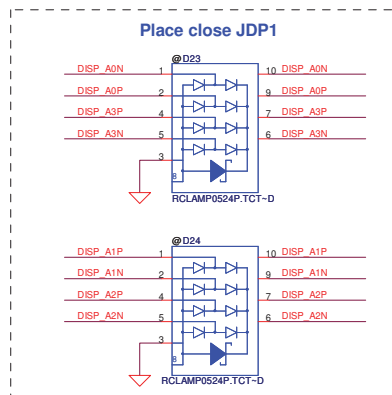 Place close JDP1
@D23
DISP_A0N 1 10 DISP_A0N
DISP_A0P 2 9 DISP_A0P
DISP_A3P 4 7 DISP_A3P
DISP_A3N 5 6 DISP_A3N
3
8
RCLAMP0524P.TCT~D
@D24
DISP_A1P 1 10 DISP_A1P
DISP_A1N 2 9 DISP_A1N
DISP_A2P 4 7 DISP_A2P
DISP_A2N 5 6 DISP_A2N
3
8
RCLAMP0524P.TCT~D